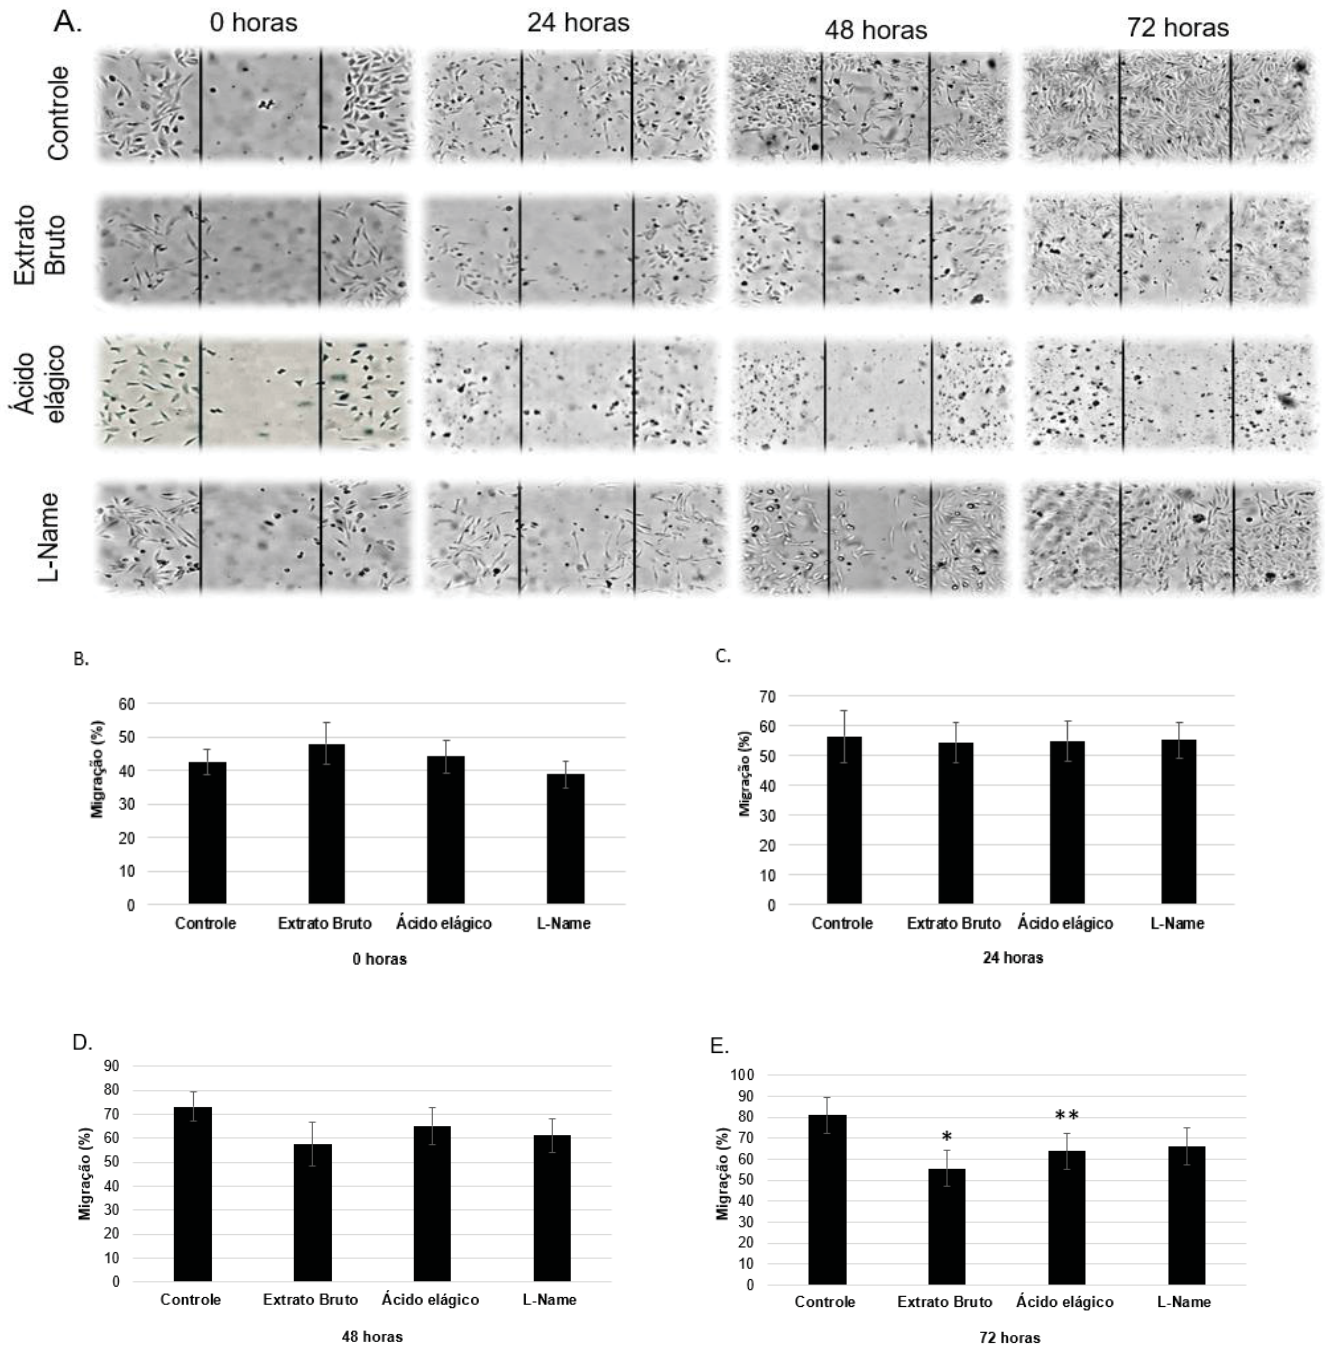 A.
0 horas
24 horas
48 horas
72 horas
Controle
Extrato
Bruto
Ácido
elágico
L-Name
B.
Migração (%)
60
50
40
30
20
10
0
Controle Extrato Bruto Ácido elágico L-Name
0 horas
C.
Migração (%)
70
60
50
40
30
20
10
0
Controle Extrato Bruto Ácido elágico L-Name
24 horas
D.
Migração (%)
90
80
70
60
50
40
30
20
10
0
Controle Extrato Bruto Ácido elágico L-Name
48 horas
E.
Migração (%)
100
90
80
70
60
50
40
30
20
10
0
*
**
Controle Extrato Bruto Ácido elágico L-Name
72 horas